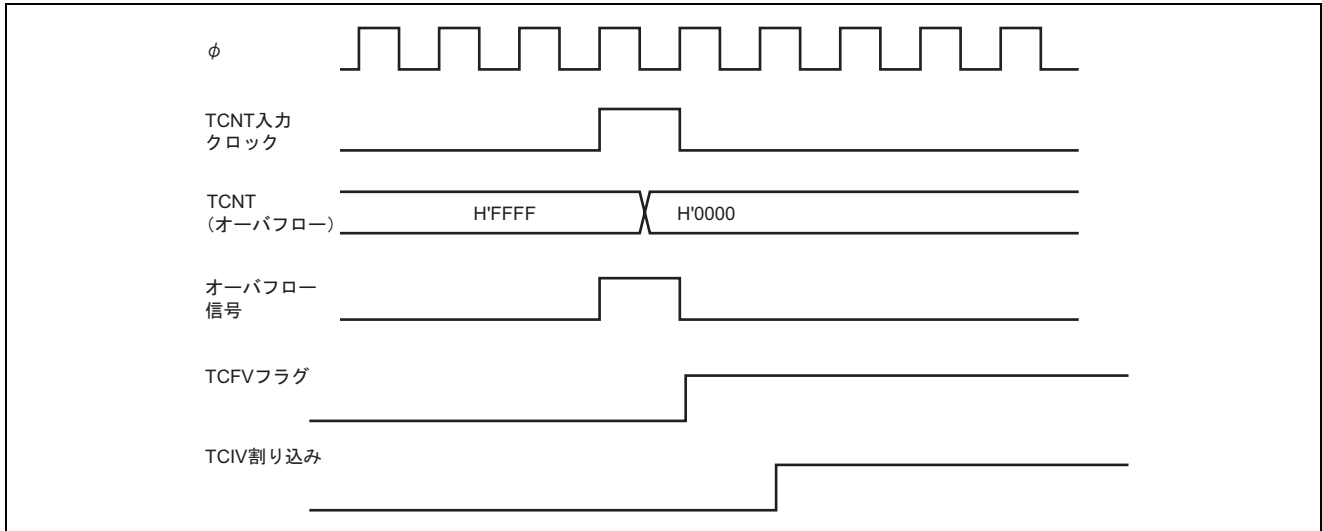 φ
TCNT入力
クロック
TCNT
(オーバフロー)
H'FFFF
H'0000
オーバフロー
信号
TCFVフラグ
TCIV割り込み